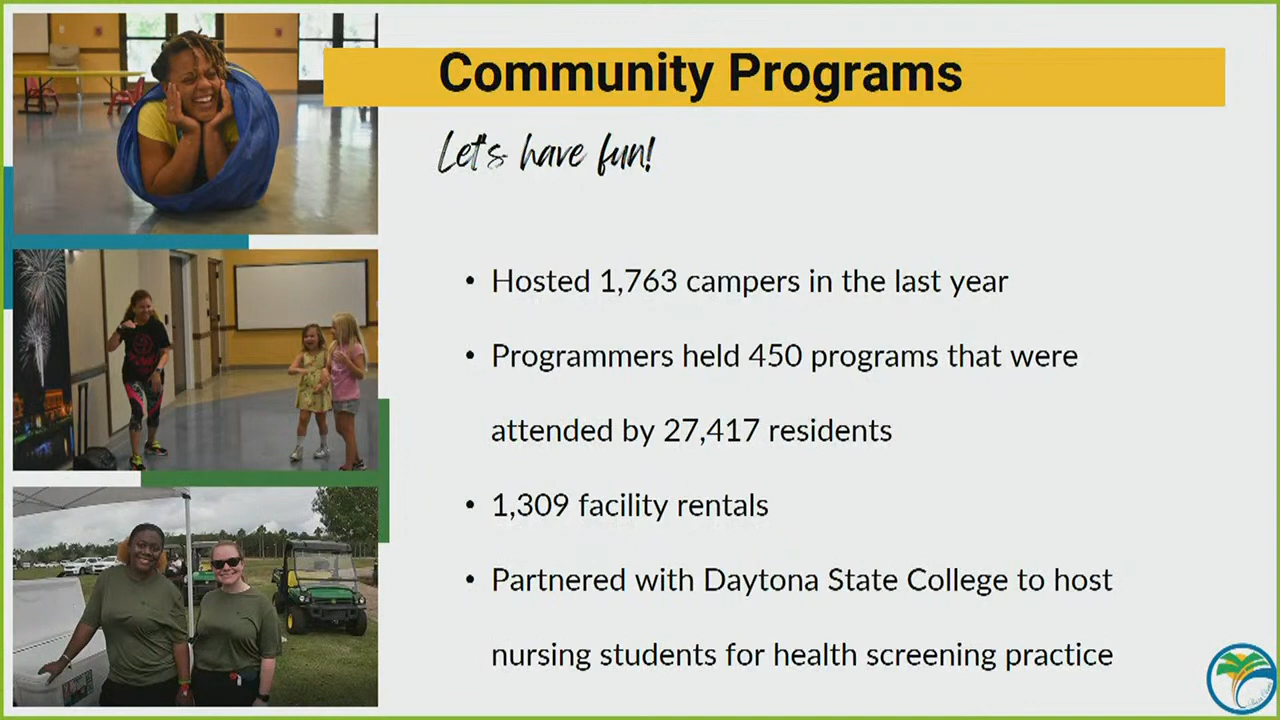 Community Programs
Let's have fun!
• Hosted 1,763 campers in the last year
• Programmers held 450 programs that were
attended by 27,417 residents
• 1,309 facility rentals
• Partnered with Daytona State College to host
nursing students for health screening practice